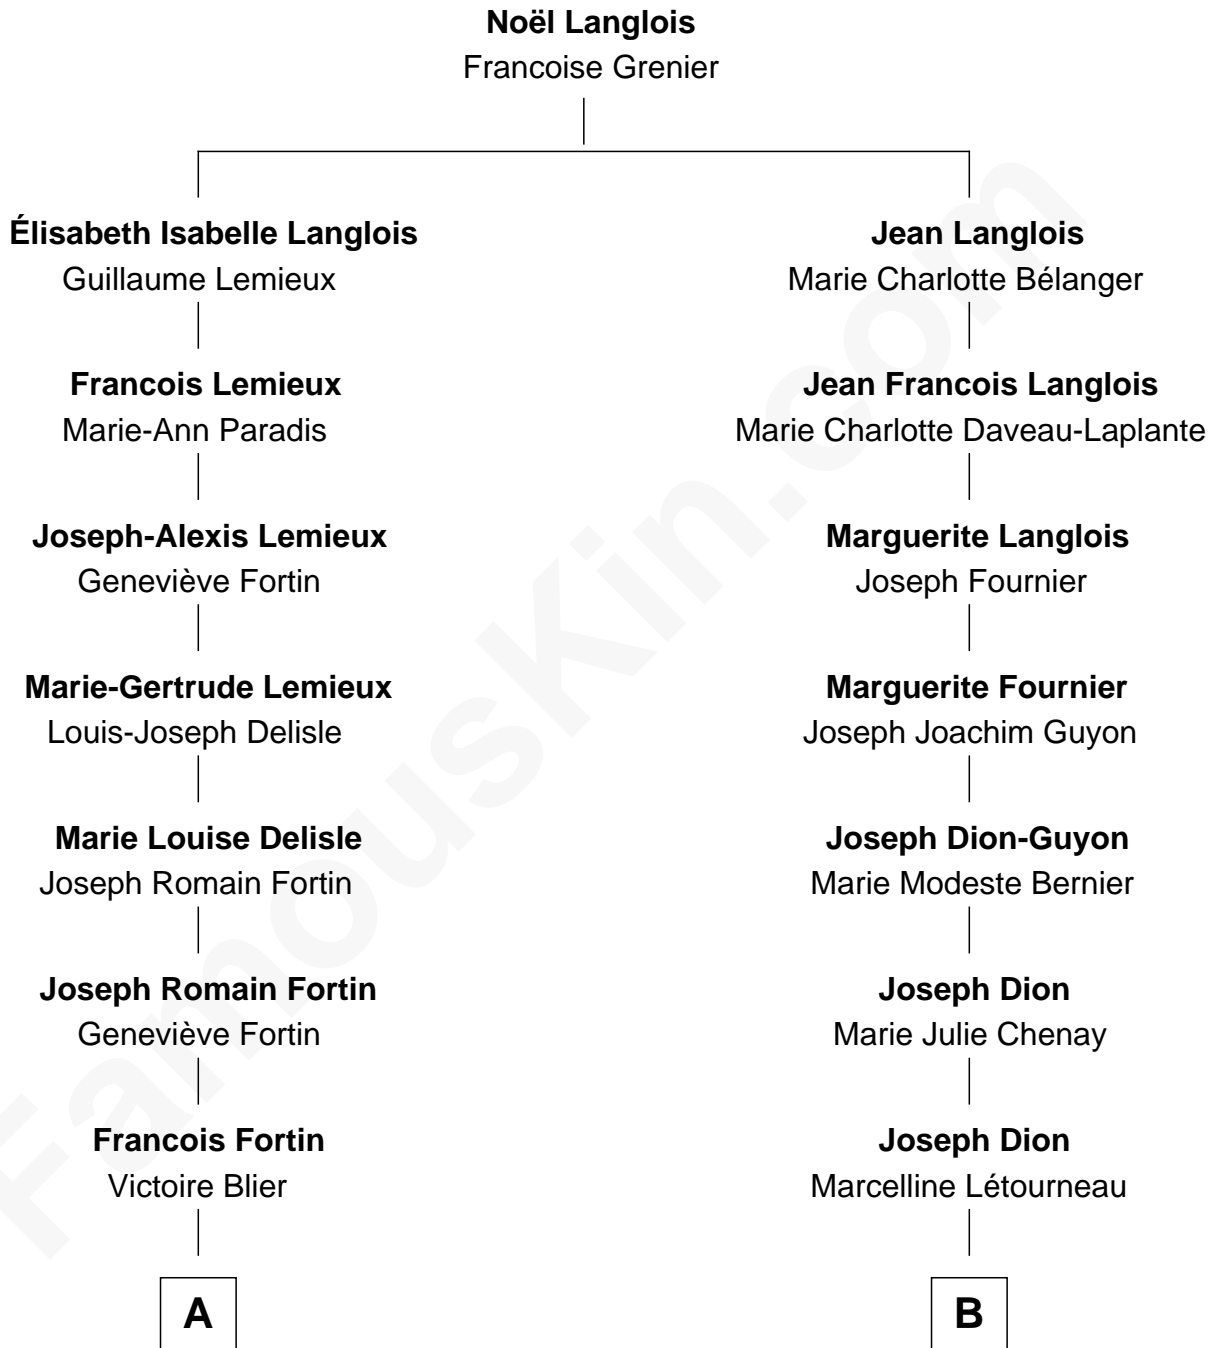 Noël Langlois
Francoise Grenier
Élisabeth Isabelle Langlois
Guillaume Lemieux
Jean Langlois
Marie Charlotte Bélanger
Francois Lemieux
Marie-Ann Paradis
Jean Francois Langlois
Marie Charlotte Daveau-Laplante
Joseph-Alexis Lemieux
Geneviève Fortin
Marguerite Langlois
Joseph Fournier
Marie-Gertrude Lemieux
Louis-Joseph Delisle
Marguerite Fournier
Joseph Joachim Guyon
Marie Louise Delisle
Joseph Romain Fortin
Joseph Dion-Guyon
Marie Modeste Bernier
Joseph Romain Fortin
Geneviève Fortin
Joseph Dion
Marie Julie Chenay
Francois Fortin
Victoire Blier
Joseph Dion
Marcelline Létourneau
A
B
FamousKin.com